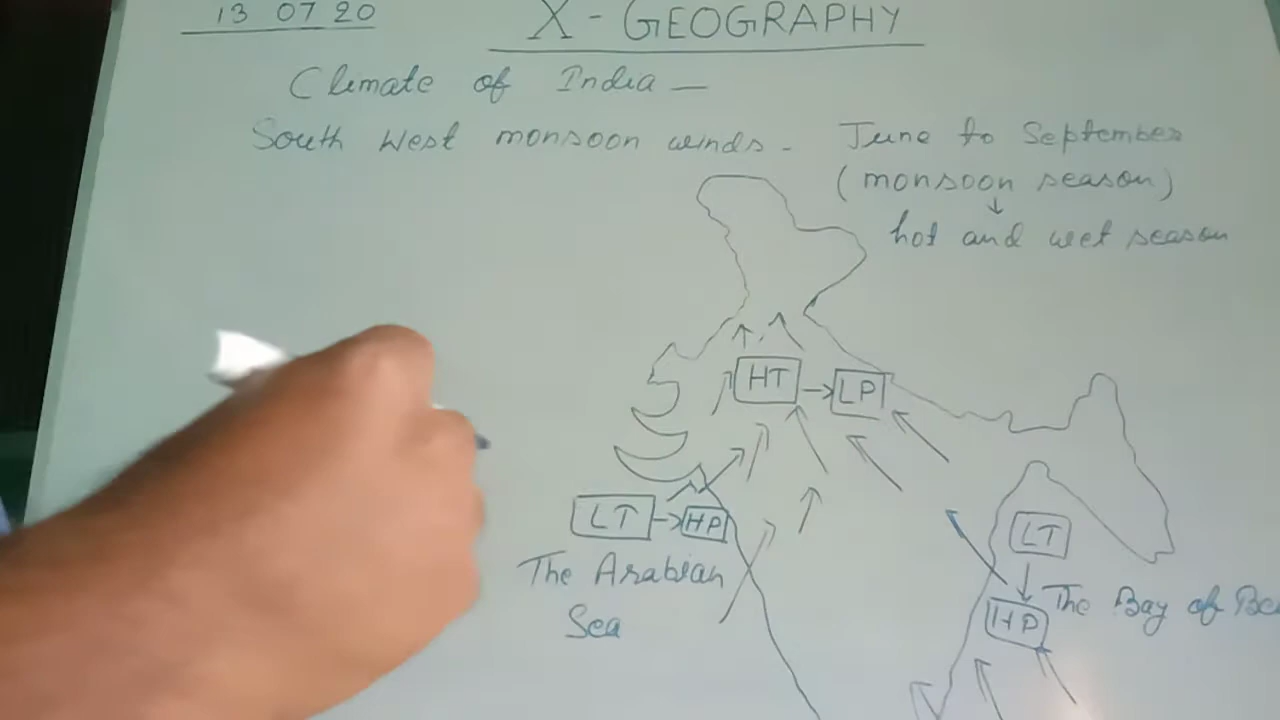 13 07 20
X - GEOGRAPHY
Climate of India —
South West monsoon winds - June to September
(monsoon season)
↓
hot and wet season
HT → LP
LT → HP
LT
↓
HP
The Arabian
Sea
The Bay of Be